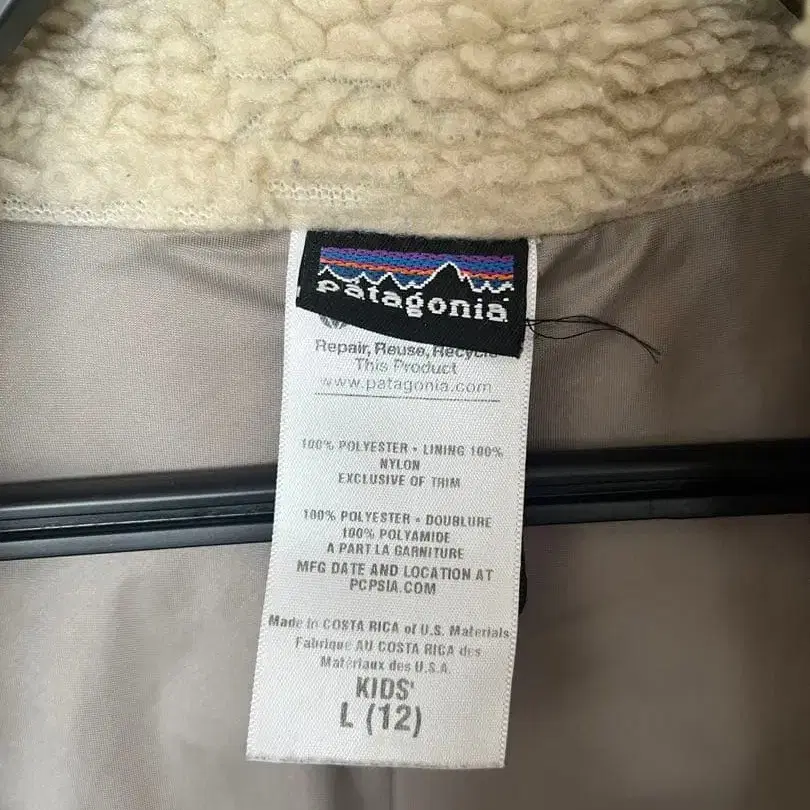 patagonia
Repair, Reuse, Recycle
This Product
www.patagonia.com
100% POLYESTER • LINING 100%
NYLON
EXCLUSIVE OF TRIM
100% POLYESTER • DOUBLURE
100% POLYAMIDE
A PART LA GARNITURE
MFG DATE AND LOCATION AT
PCPSIA.COM
Made in COSTA RICA of U.S. Materials
Fabriqué AU COSTA RICA des
Matériaux des U.S.A.
KIDS'
L (12)